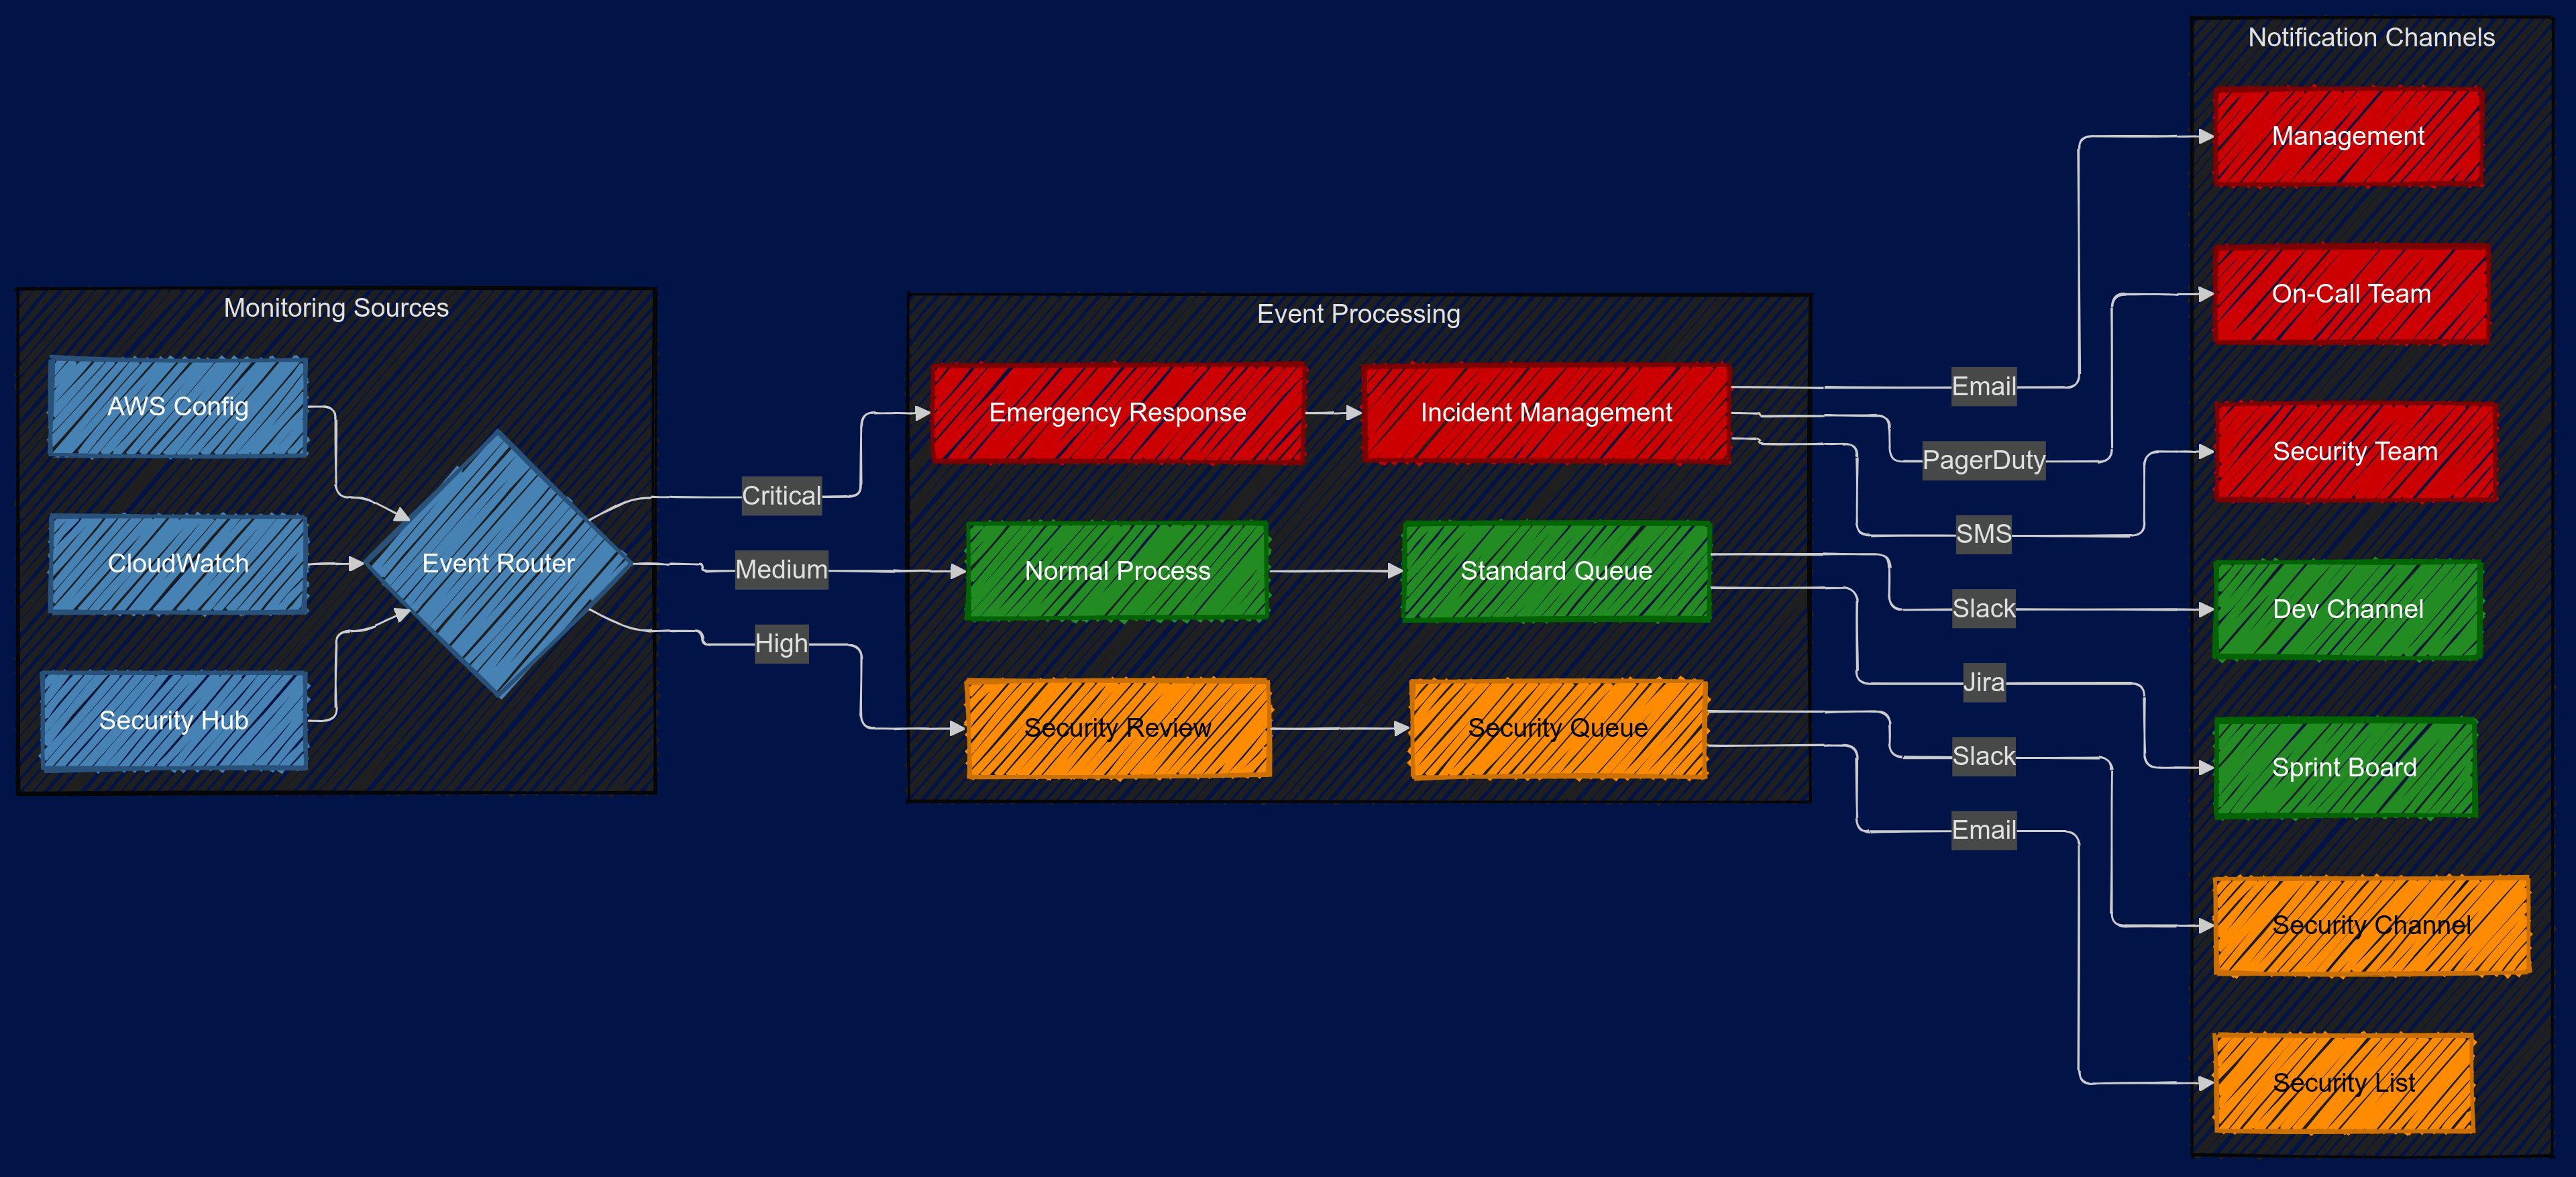 Monitoring Sources
AWS Config
CloudWatch
Security Hub
Event Router
Critical
Medium
High
Event Processing
Emergency Response
Incident Management
Normal Process
Standard Queue
Security Review
Security Queue
Email
PagerDuty
SMS
Slack
Jira
Slack
Email
Notification Channels
Management
On-Call Team
Security Team
Dev Channel
Sprint Board
Security Channel
Security List